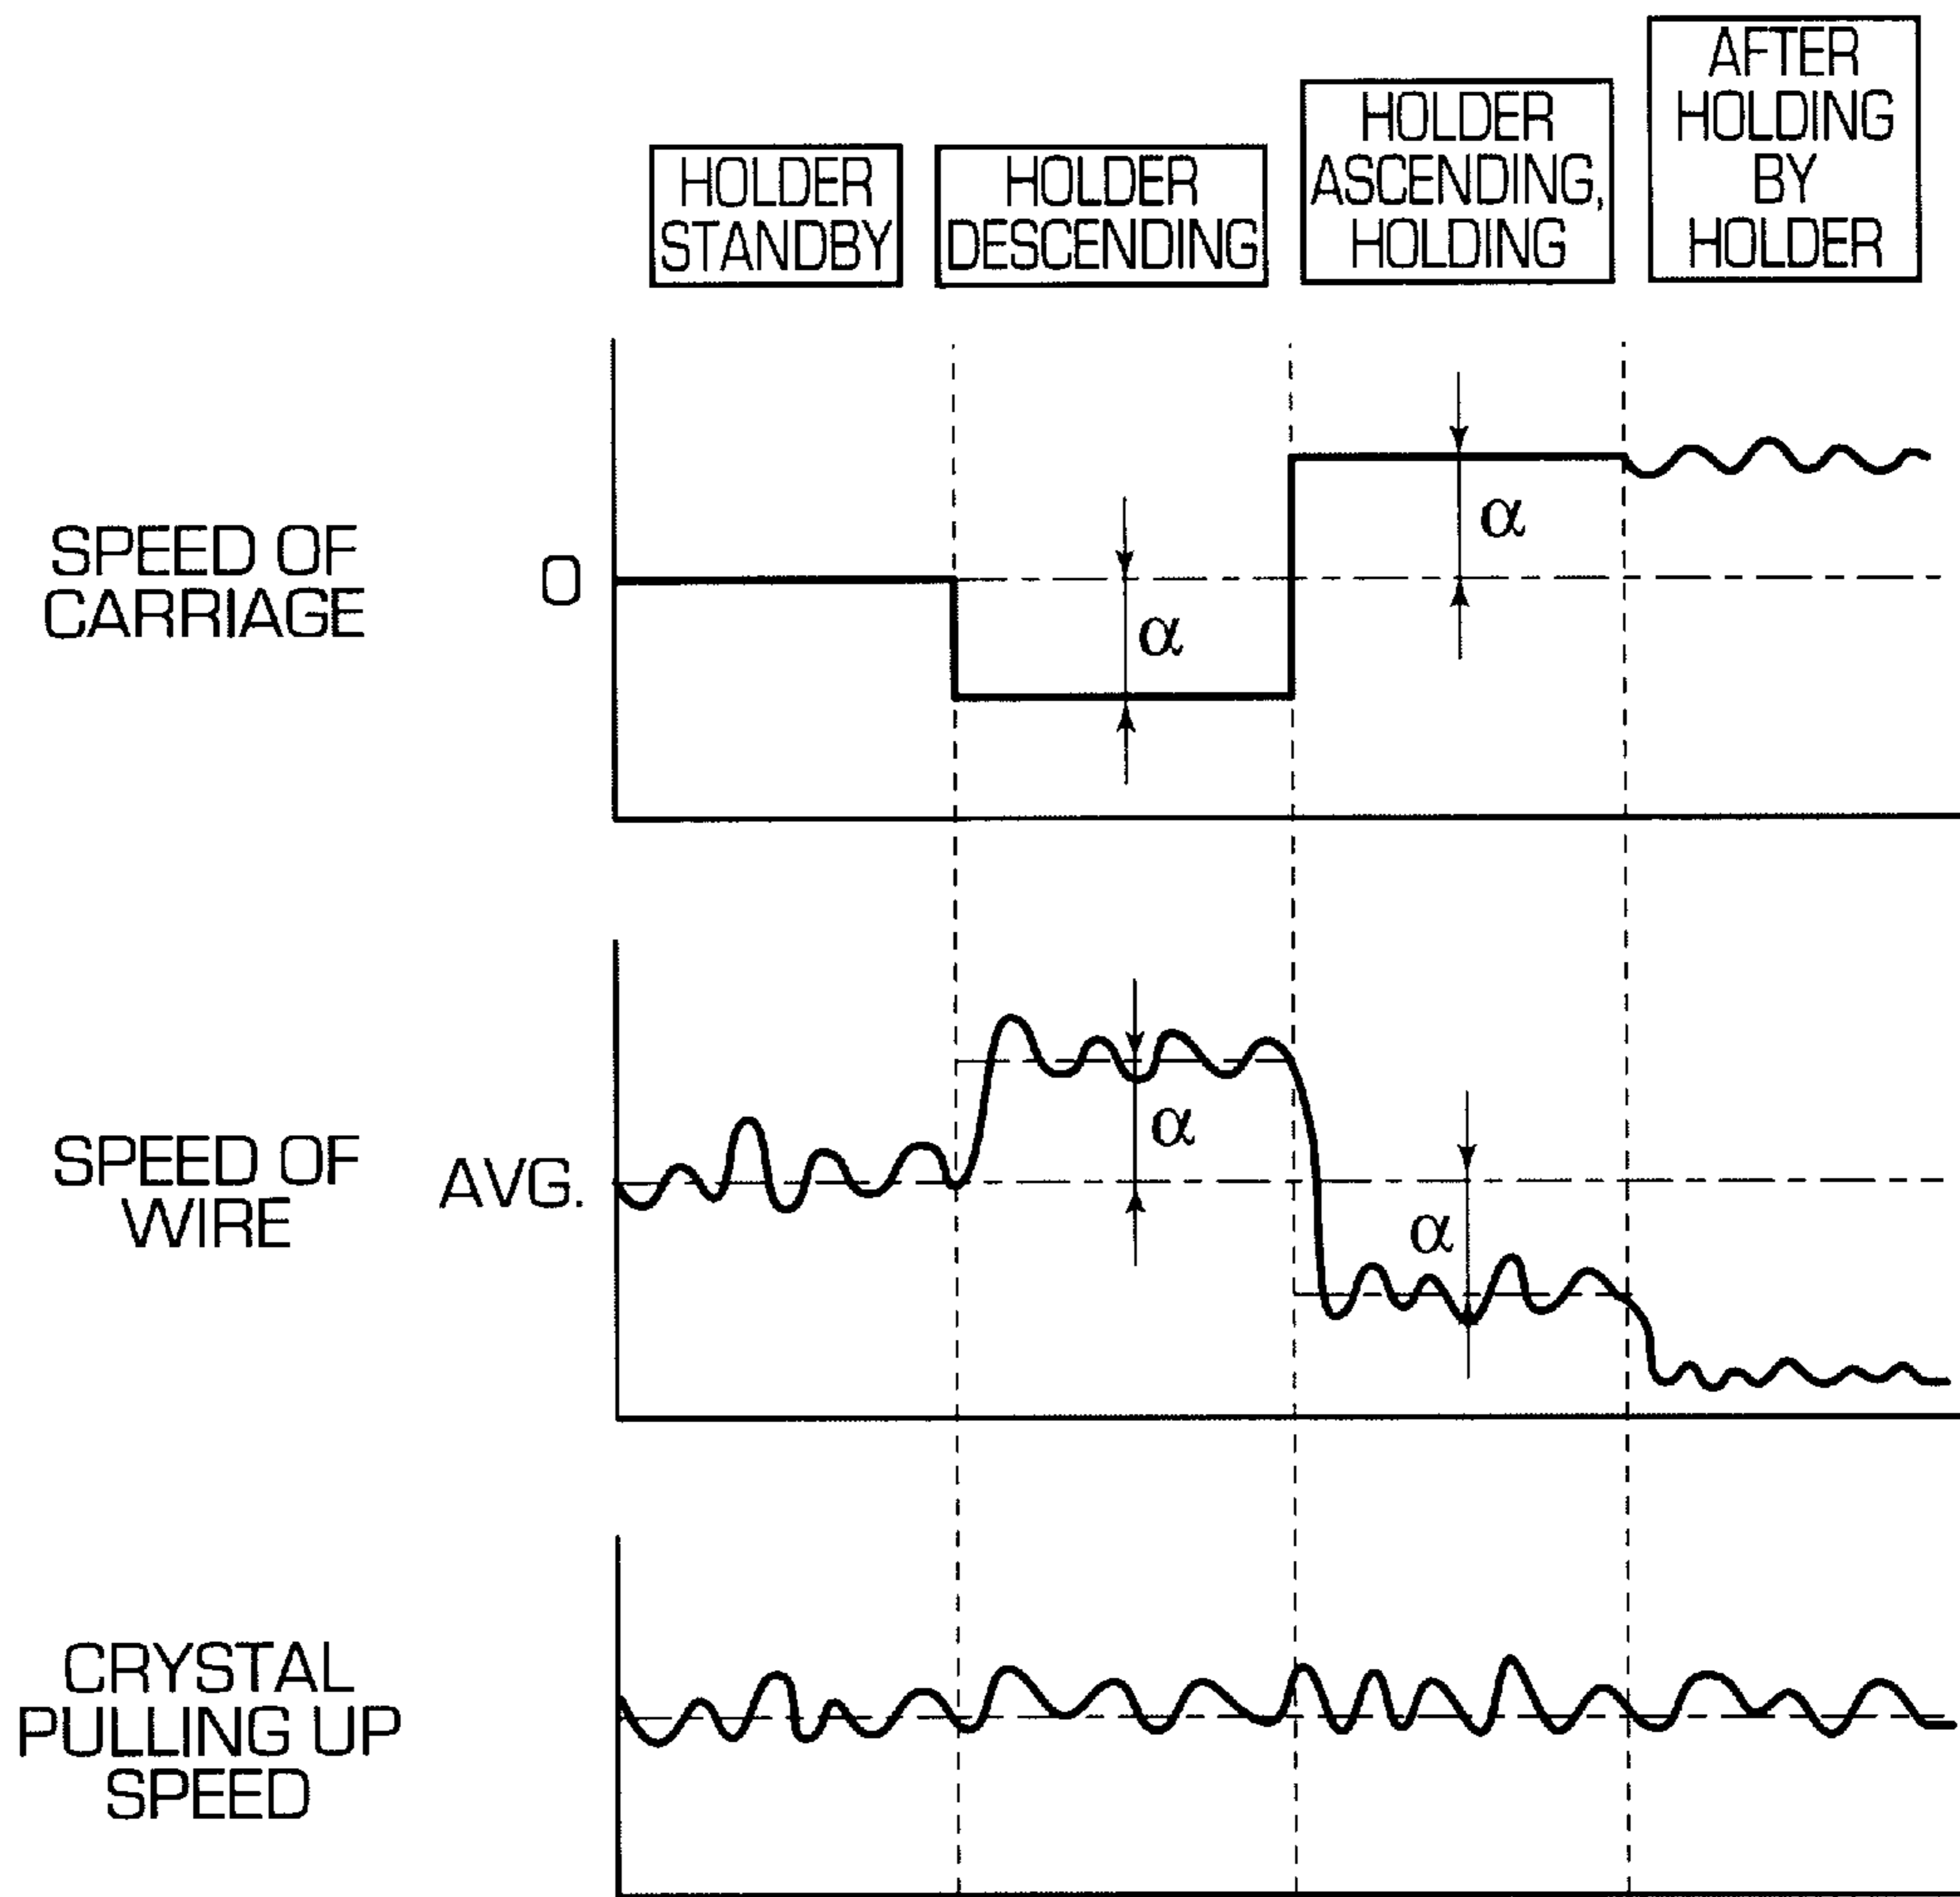 HOLDER
STANDBY
HOLDER
DESCENDING
HOLDER
ASCENDING,
HOLDING
AFTER
HOLDING
BY
HOLDER
SPEED OF
CARRIAGE
0
α
α
SPEED OF
WIRE
AVG.
α
α
CRYSTAL
PULLING UP
SPEED